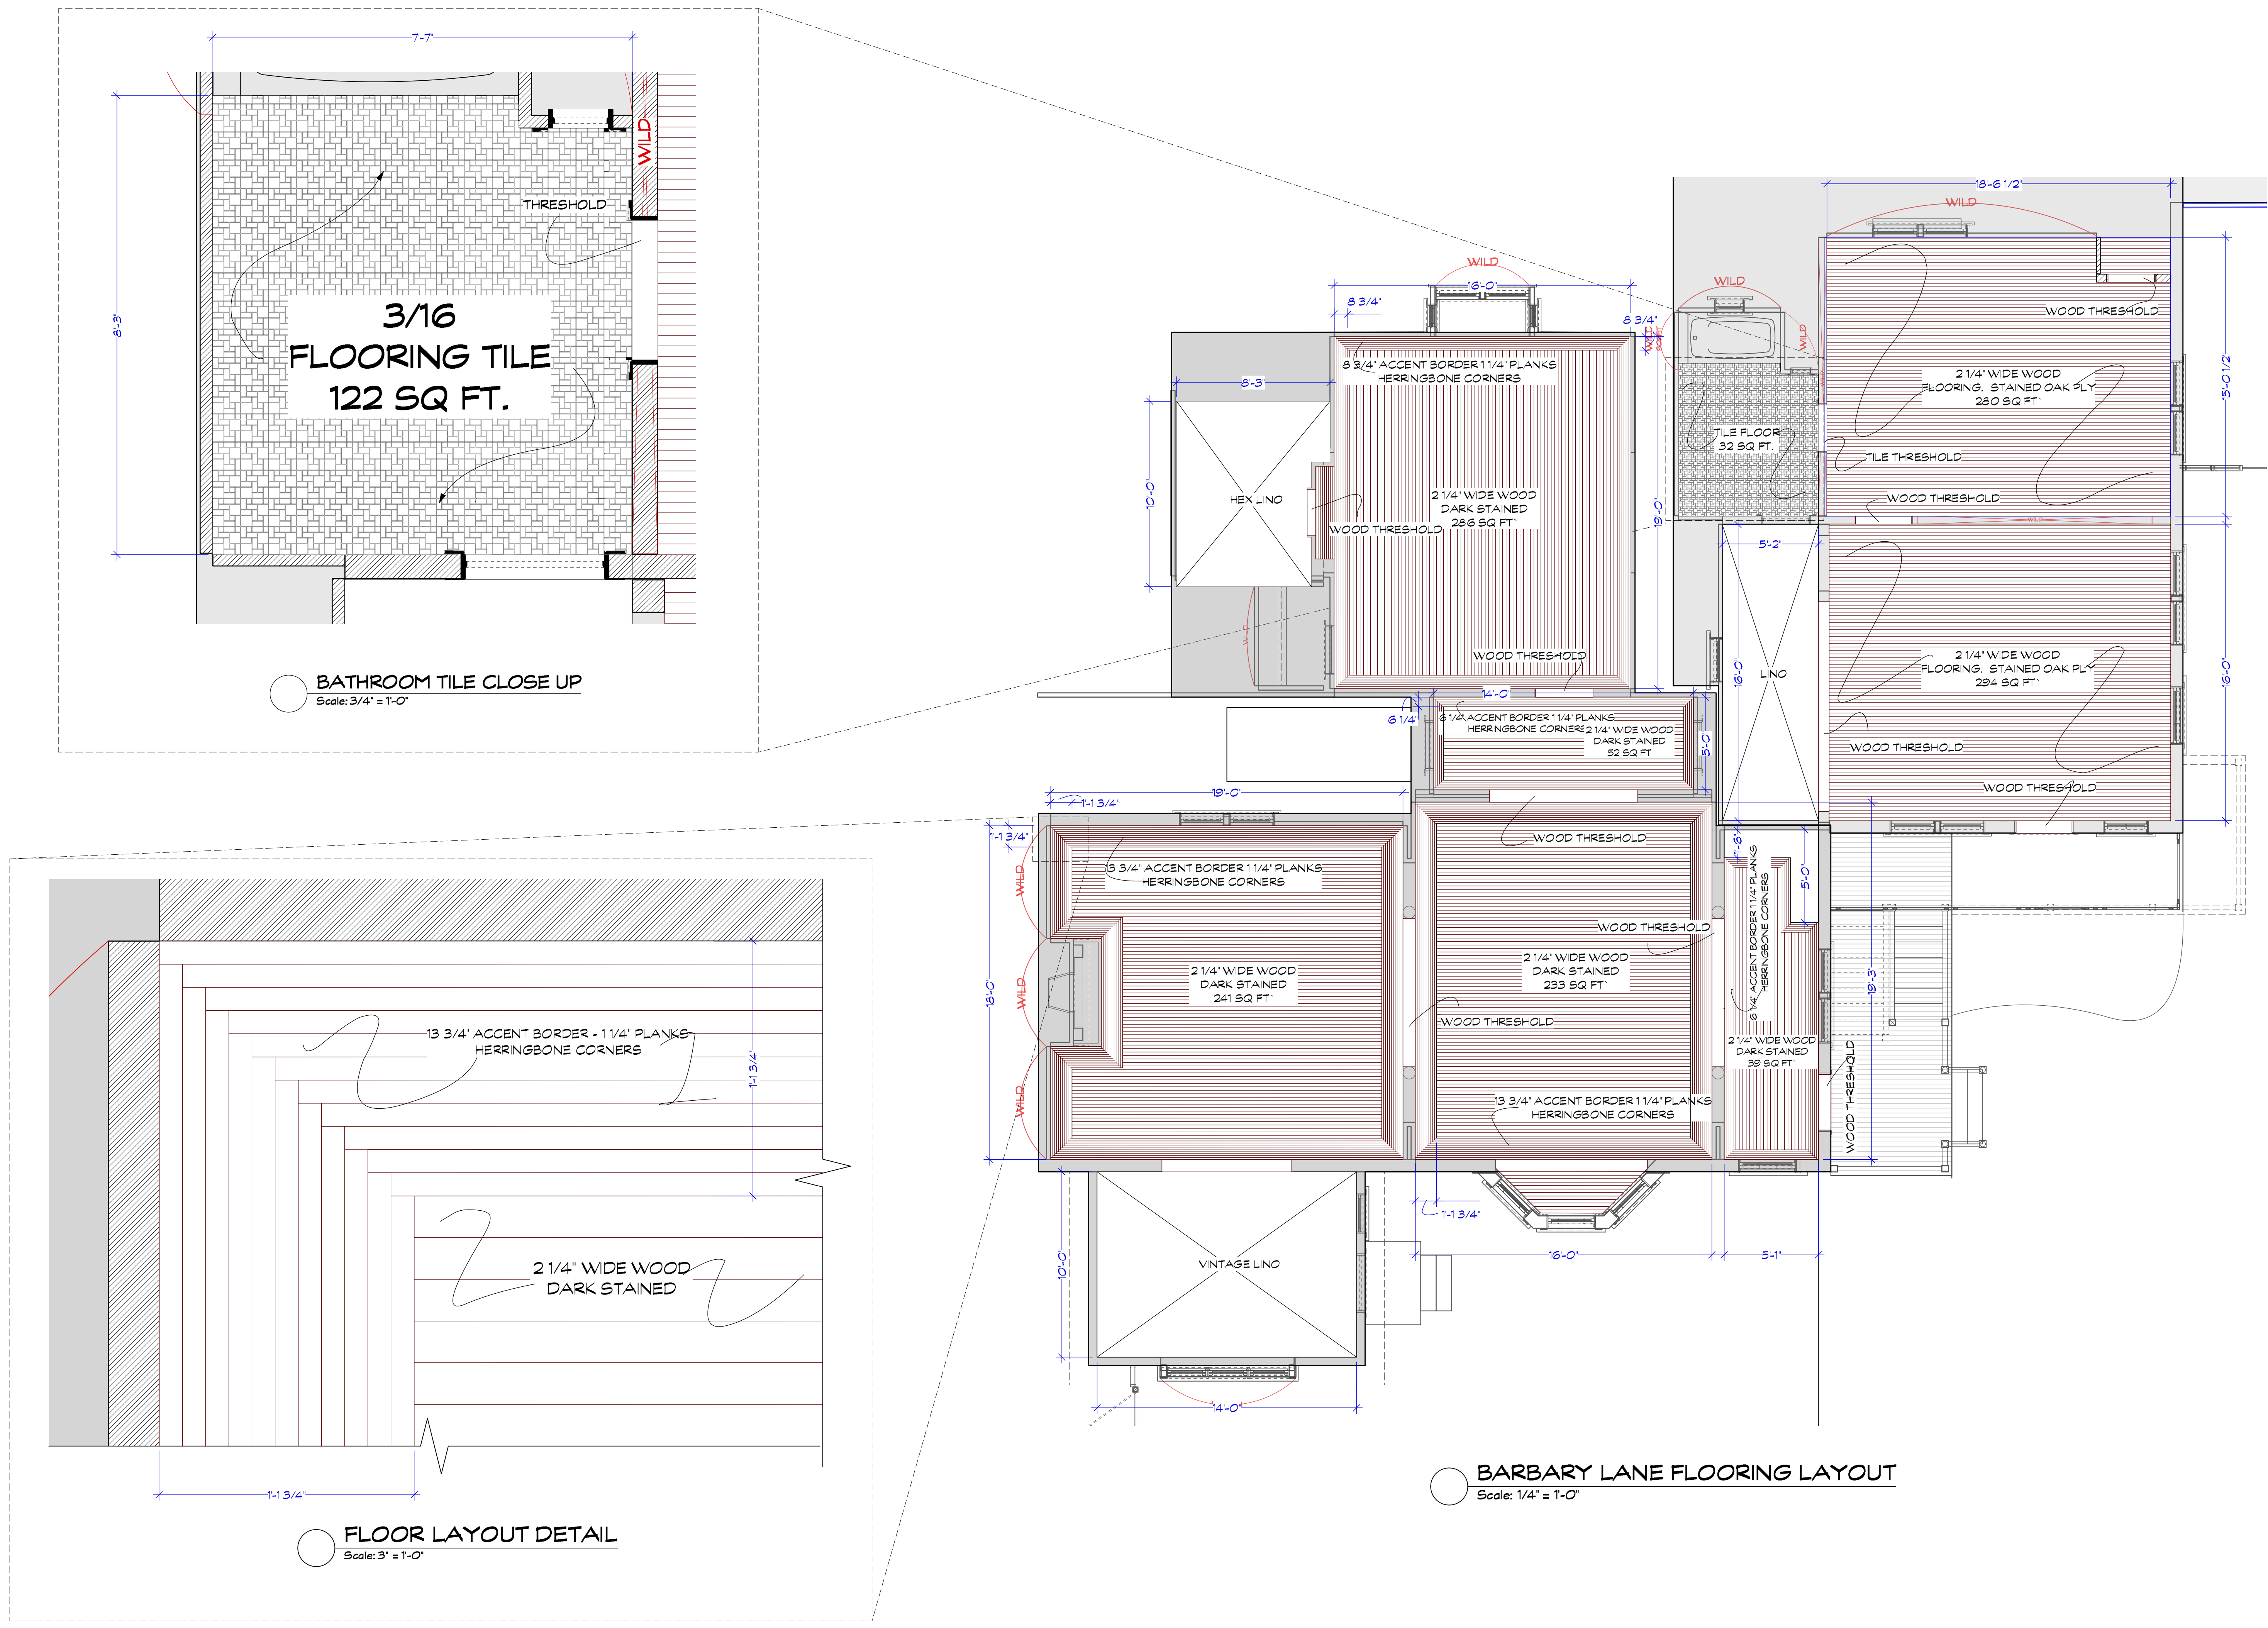 7'-7"
8'-3"
WILD
THRESHOLD
3/16
FLOORING TILE
122 SQ FT.
BATHROOM TILE CLOSE UP
Scale: 3/4" = 1'-0"
13 3/4" ACCENT BORDER - 1 1/4" PLANKS
HERRINGBONE CORNERS
1'-1 3/4"
2 1/4" WIDE WOOD
DARK STAINED
1'-1 3/4"
FLOOR LAYOUT DETAIL
Scale: 3" = 1'-0"
WILD
16'-0"
8 3/4"
8 3/4"
8 3/4" ACCENT BORDER 1 1/4" PLANKS
HERRINGBONE CORNERS
8'-3"
10'-0"
HEX LINO
2 1/4" WIDE WOOD
DARK STAINED
286 SQ FT`
WOOD THRESHOLD
19'-0"
WILD
WOOD THRESHOLD
18'-6 1/2"
WILD
WILD
WILD
WILD
WOOD THRESHOLD
2 1/4" WIDE WOOD
FLOORING, STAINED OAK PLY
280 SQ FT`
15'-0 1/2"
TILE FLOOR
32 SQ FT.
TILE THRESHOLD
WOOD THRESHOLD
WILD
5'-2"
16'-0"
LINO
2 1/4" WIDE WOOD
FLOORING, STAINED OAK PLY
294 SQ FT`
16'-0"
WOOD THRESHOLD
WOOD THRESHOLD
14'-0"
6 1/4"
6 1/4" ACCENT BORDER 1 1/4" PLANKS
HERRINGBONE CORNERS
2 1/4" WIDE WOOD
DARK STAINED
52 SQ FT
5'-0"
19'-0"
1'-1 3/4"
1'-1 3/4"
WILD
WILD
WILD
18'-0"
13 3/4" ACCENT BORDER 1 1/4" PLANKS
HERRINGBONE CORNERS
2 1/4" WIDE WOOD
DARK STAINED
241 SQ FT`
WOOD THRESHOLD
WOOD THRESHOLD
2 1/4" WIDE WOOD
DARK STAINED
233 SQ FT`
WOOD THRESHOLD
13 3/4" ACCENT BORDER 1 1/4" PLANKS
HERRINGBONE CORNERS
1'-6"
5'-0"
6 1/4" ACCENT BORDER 1 1/4" PLANKS
HERRINGBONE CORNERS
19'-3"
2 1/4" WIDE WOOD
DARK STAINED
39 SQ FT`
WOOD THRESHOLD
1'-1 3/4"
16'-0"
5'-1"
10'-0"
VINTAGE LINO
14'-0"
BARBARY LANE FLOORING LAYOUT
Scale: 1/4" = 1'-0"